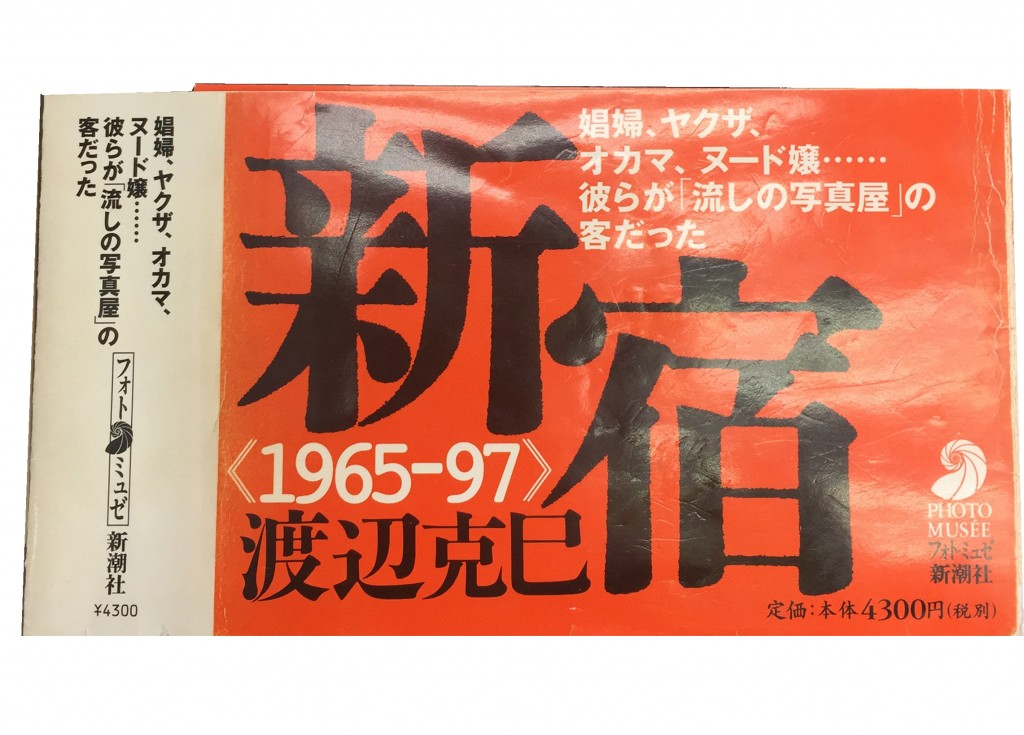 娼婦、ヤクザ、オカマ、
ヌード嬢……
彼らが「流しの写真屋」の
客だった
フォト ミュゼ
新潮社
¥4300
新宿
娼婦、ヤクザ、
オカマ、ヌード嬢……
彼らが「流しの写真屋」の
客だった
《1965-97》
渡辺克巳
PHOTO
MUSÉE
フォト・ミュゼ
新潮社
定価:本体4300円(税別)